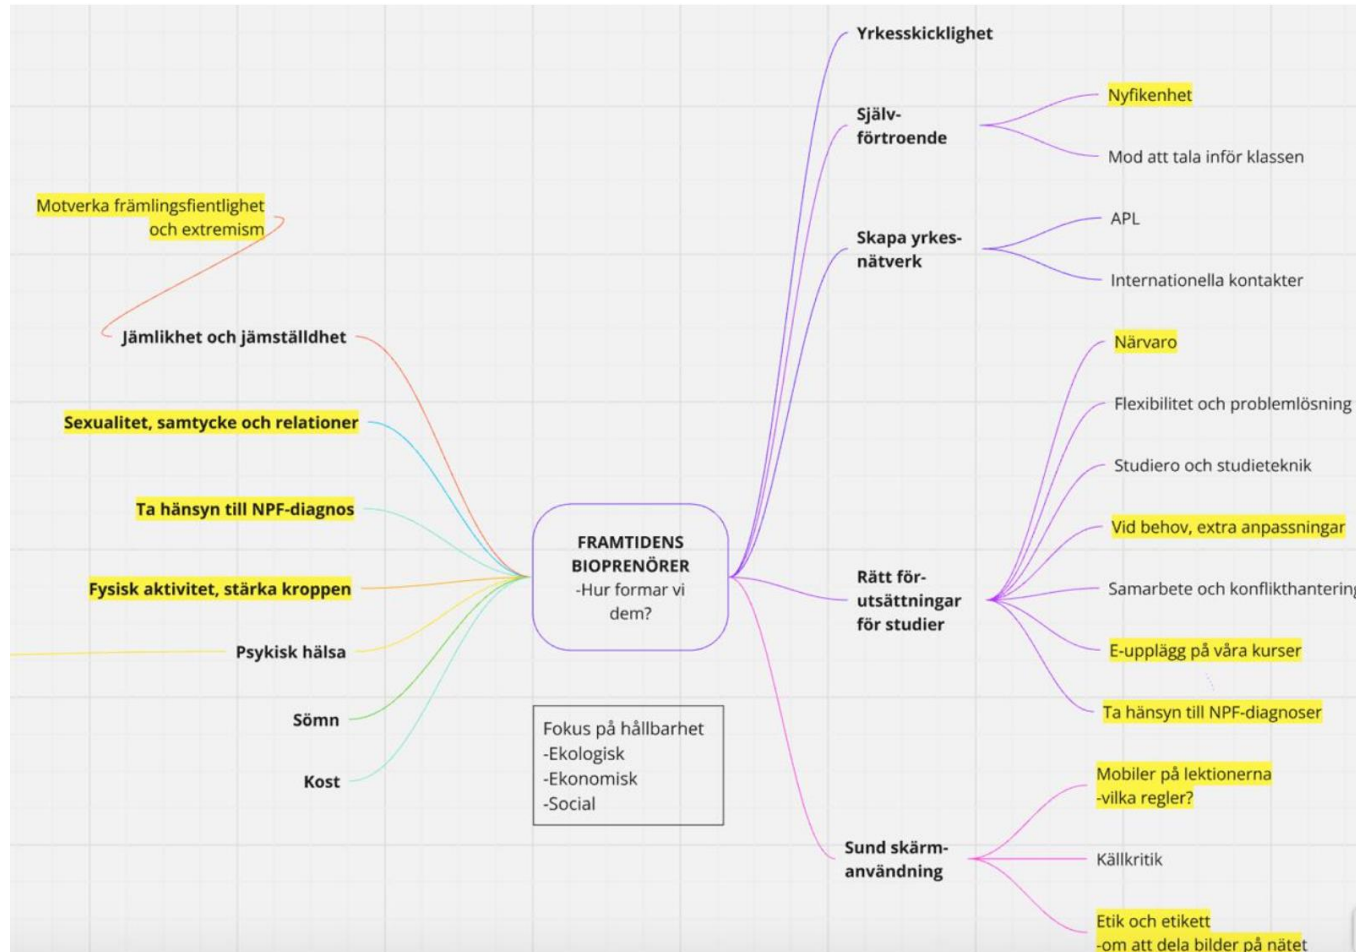 Motverka främlingsfientlighet
och extremism
Jämlikhet och jämställdhet
Sexualitet, samtycke och relationer
Ta hänsyn till NPF-diagnos
Fysisk aktivitet, stärka kroppen
Psykisk hälsa
Sömn
Kost
FRAMTIDENS
BIOPRENÖRER
-Hur formar vi
dem?
Fokus på hållbarhet
-Ekologisk
-Ekonomisk
-Social
Yrkesskicklighet
Själv-
förtroende
Nyfikenhet
Mod att tala inför klassen
Skapa yrkes-
nätverk
APL
Internationella kontakter
Rätt för-
utsättningar
för studier
Närvaro
Flexibilitet och problemlösning
Studiero och studieteknik
Vid behov, extra anpassningar
Samarbete och konflikthantering
E-upplägg på våra kurser
Ta hänsyn till NPF-diagnoser
Sund skärm-
användning
Mobiler på lektionerna
-vilka regler?
Källkritik
Etik och etikett
-om att dela bilder på nätet